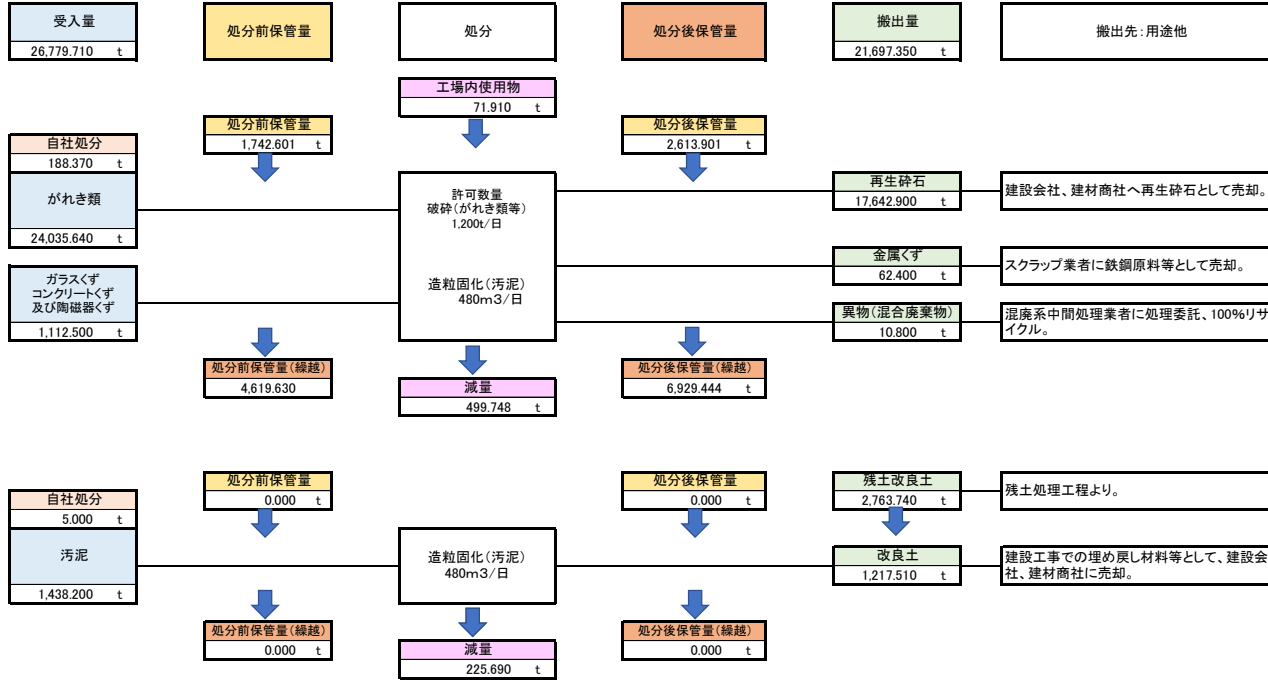 受入量
26,779.710 t
処分前保管量
処分
処分後保管量
搬出量
21,697.350 t
搬出先：用途他
工場内使用物
71.910 t
処分前保管量
1,742.601 t
処分後保管量
2,613.901 t
自社処分
188.370 t
がれき類
24,035.640 t
許可数量
破砕（がれき類等）
1,200t/日
造粒固化（汚泥）
480m3/日
再生砕石
17,642.900 t
建設会社、建材商社へ再生砕石として売却。
金属くず
62.400 t
スクラップ業者に鉄鋼原料等として売却。
ガラスくず
コンクリートくず
及び陶磁器くず
1,112.500 t
異物（混合廃棄物）
10.800 t
混廃系中間処理業者に処理委託、100%リサ
イクル。
処分前保管量（繰越）
4,619.630
減量
499.748 t
処分後保管量（繰越）
6,929.444 t
処分前保管量
0.000 t
処分後保管量
0.000 t
残土改良土
2,763.740 t
残土処理工程より。
自社処分
5.000 t
汚泥
1,438.200 t
造粒固化（汚泥）
480m3/日
改良土
1,217.510 t
建設工事での埋め戻し材料等として、建設会
社、建材商社に売却。
処分前保管量（繰越）
0.000 t
減量
225.690 t
処分後保管量（繰越）
0.000 t